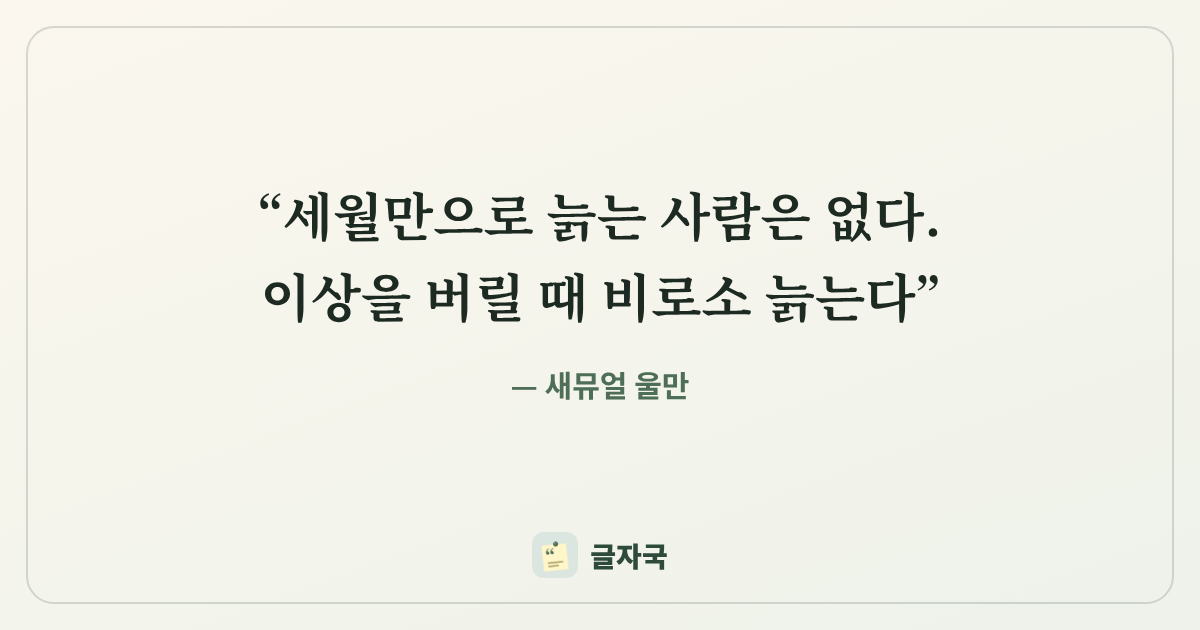 “세월만으로 늙는 사람은 없다.
이상을 버릴 때 비로소 늙는다”
— 새뮤얼 울만
글자국